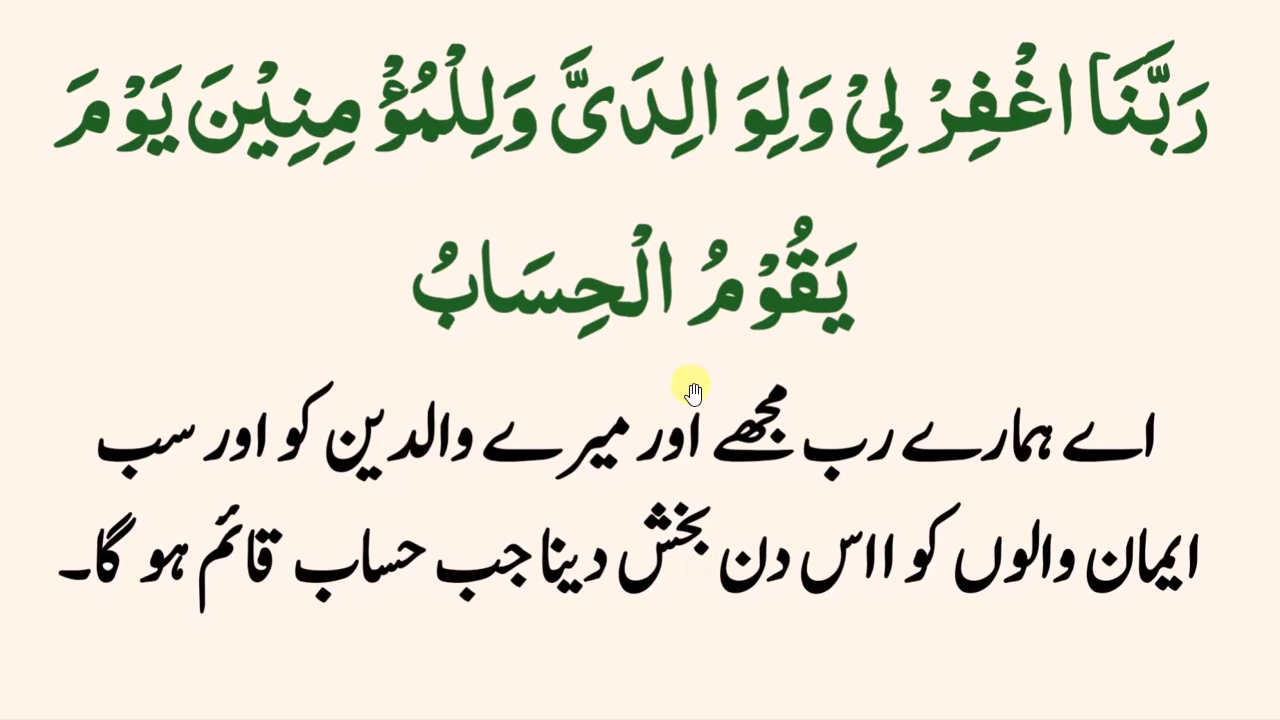 رَبَّنَا اغْفِرْ لِیْ وَلِوَ الِدَیَّ وَلِلْمُؤْ مِنِیْنَ یَوْمَ
یَقُوْمُ الْحِسَابُ
اے ہمارے رب مجھے اور میرے والدین کو اور سب
ایمان والوں کو ااس دن بخش دینا جب حساب قائم ہو گا۔